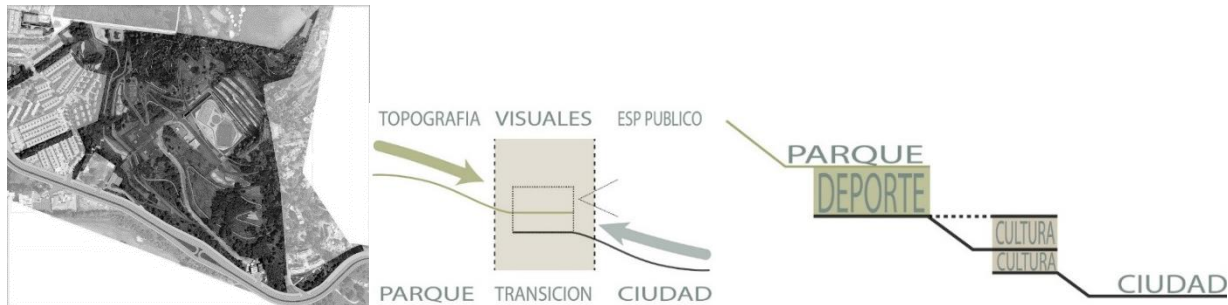 TOPOGRAFIA VISUALES ESP PUBLICO
PARQUE TRANSICION CIUDAD
PARQUE
DEPORTE
CULTURA
CULTURA
CIUDAD